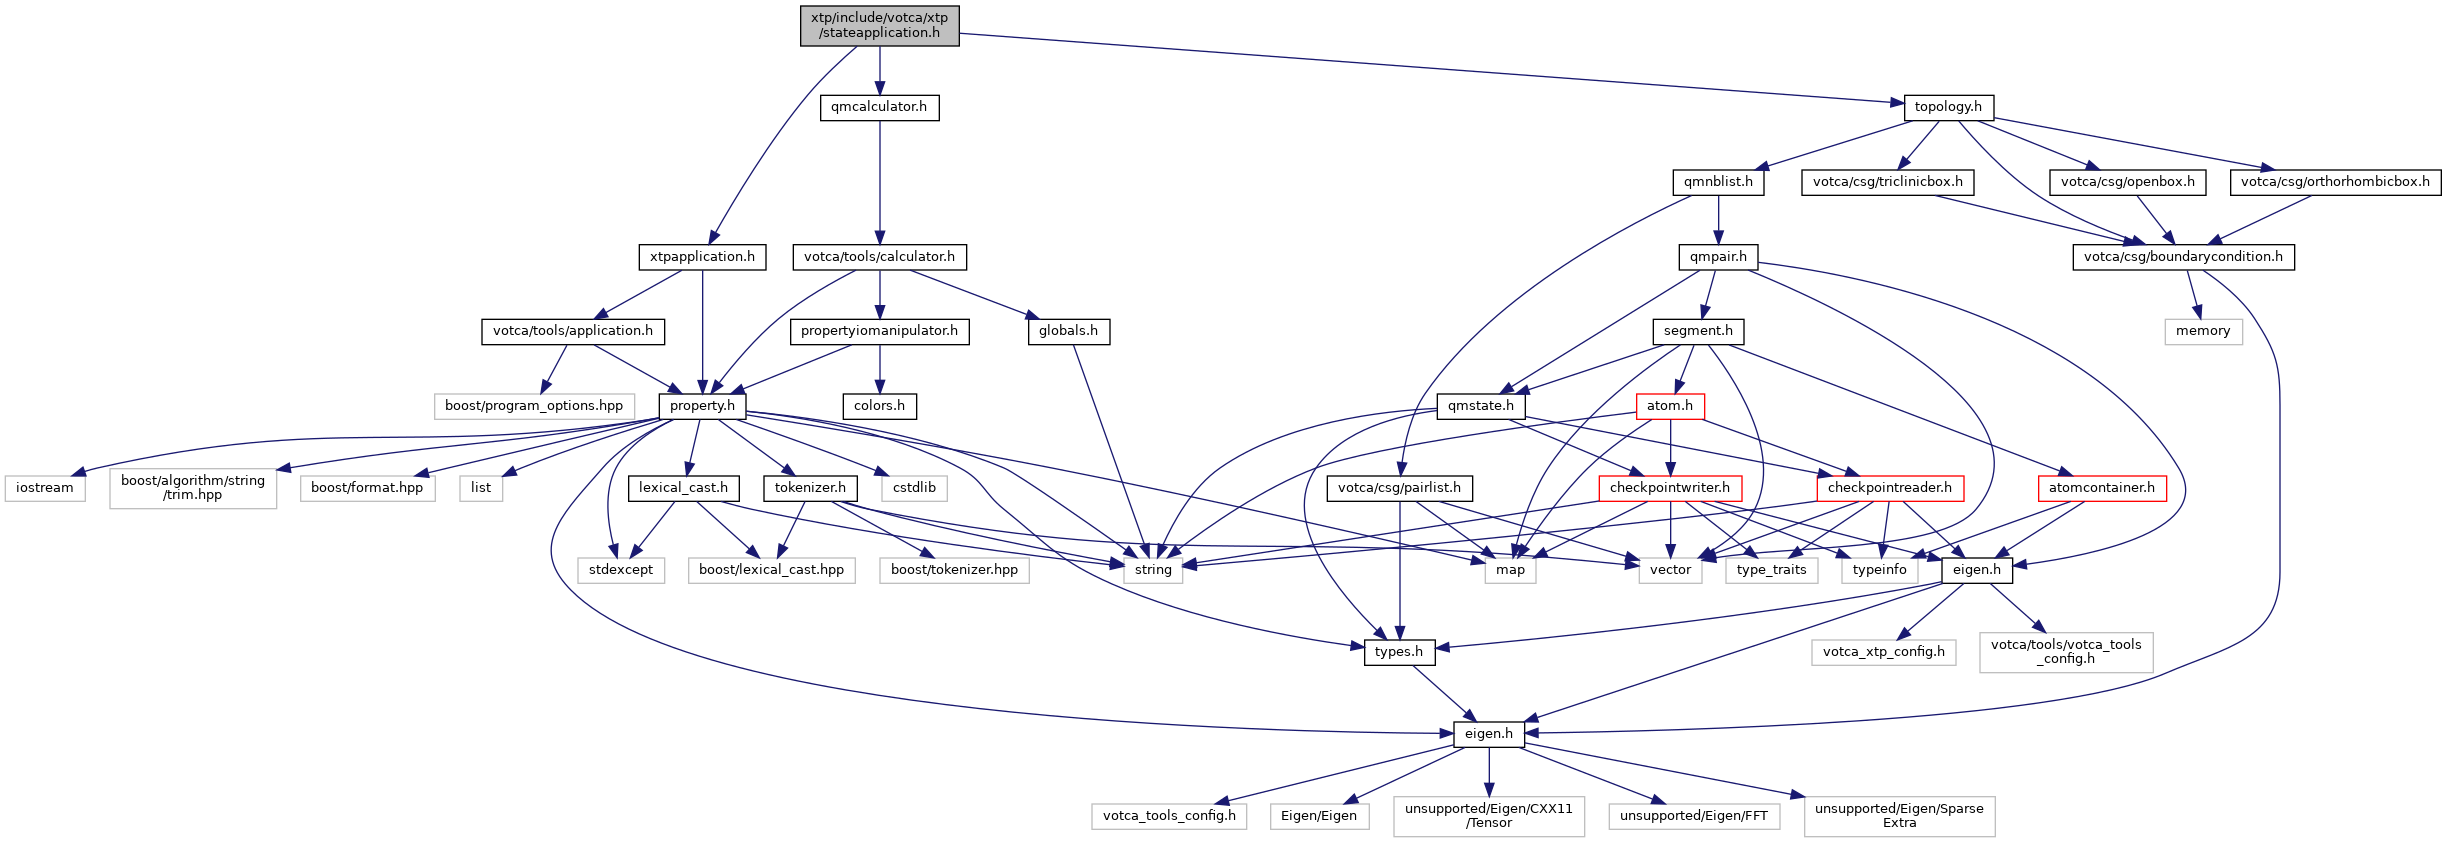 xtp/include/votca/xtp
/stateapplication.h
qmcalculator.h
topology.h
qmnblist.h
votca/csg/triclinicbox.h
votca/csg/openbox.h
votca/csg/orthorhombicbox.h
xtpapplication.h
votca/tools/calculator.h
qmpair.h
votca/csg/boundarycondition.h
votca/tools/application.h
propertyiomanipulator.h
globals.h
segment.h
memory
boost/program_options.hpp
property.h
colors.h
qmstate.h
atom.h
iostream
boost/algorithm/string
/trim.hpp
boost/format.hpp
list
lexical_cast.h
tokenizer.h
cstdlib
votca/csg/pairlist.h
checkpointwriter.h
checkpointreader.h
atomcontainer.h
stdexcept
boost/lexical_cast.hpp
boost/tokenizer.hpp
string
map
vector
type_traits
typeinfo
eigen.h
types.h
votca_xtp_config.h
votca/tools/votca_tools
_config.h
eigen.h
votca_tools_config.h
Eigen/Eigen
unsupported/Eigen/CXX11
/Tensor
unsupported/Eigen/FFT
unsupported/Eigen/Sparse
Extra